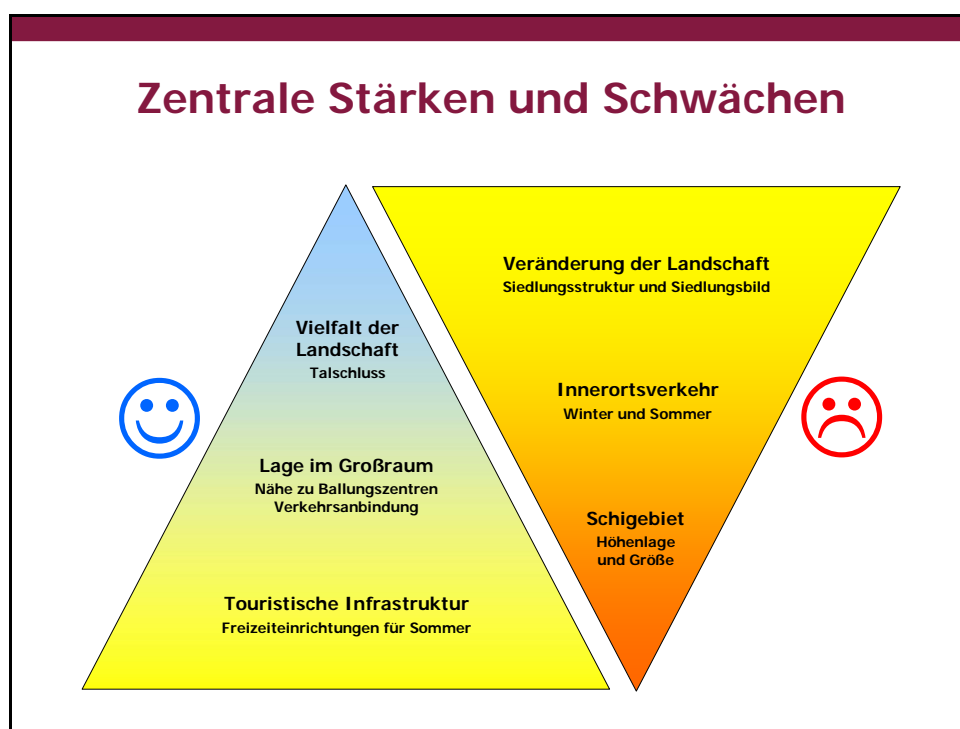 Zentrale Stärken und Schwächen
Vielfalt der
Landschaft
Talschluss
Lage im Großraum
Nähe zu Ballungszentren
Verkehrsanbindung
Touristische Infrastruktur
Freizeiteinrichtungen für Sommer
Veränderung der Landschaft
Siedlungsstruktur und Siedlungsbild
Innerortsverkehr
Winter und Sommer
Schigebiet
Höhenlage
und Größe